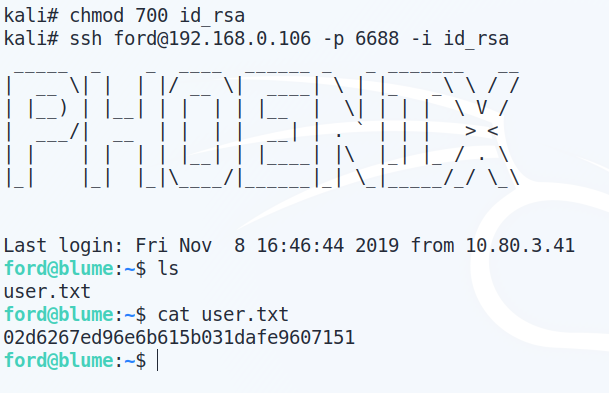 kali# chmod 700 id_rsa
kali# ssh ford@192.168.0.106 -p 6688 -i id_rsa
PHOENIX
Last login: Fri Nov  8 16:46:44 2019 from 10.80.3.41
ford@blume:~$ ls
user.txt
ford@blume:~$ cat user.txt
02d6267ed96e6b615b031dafe9607151
ford@blume:~$